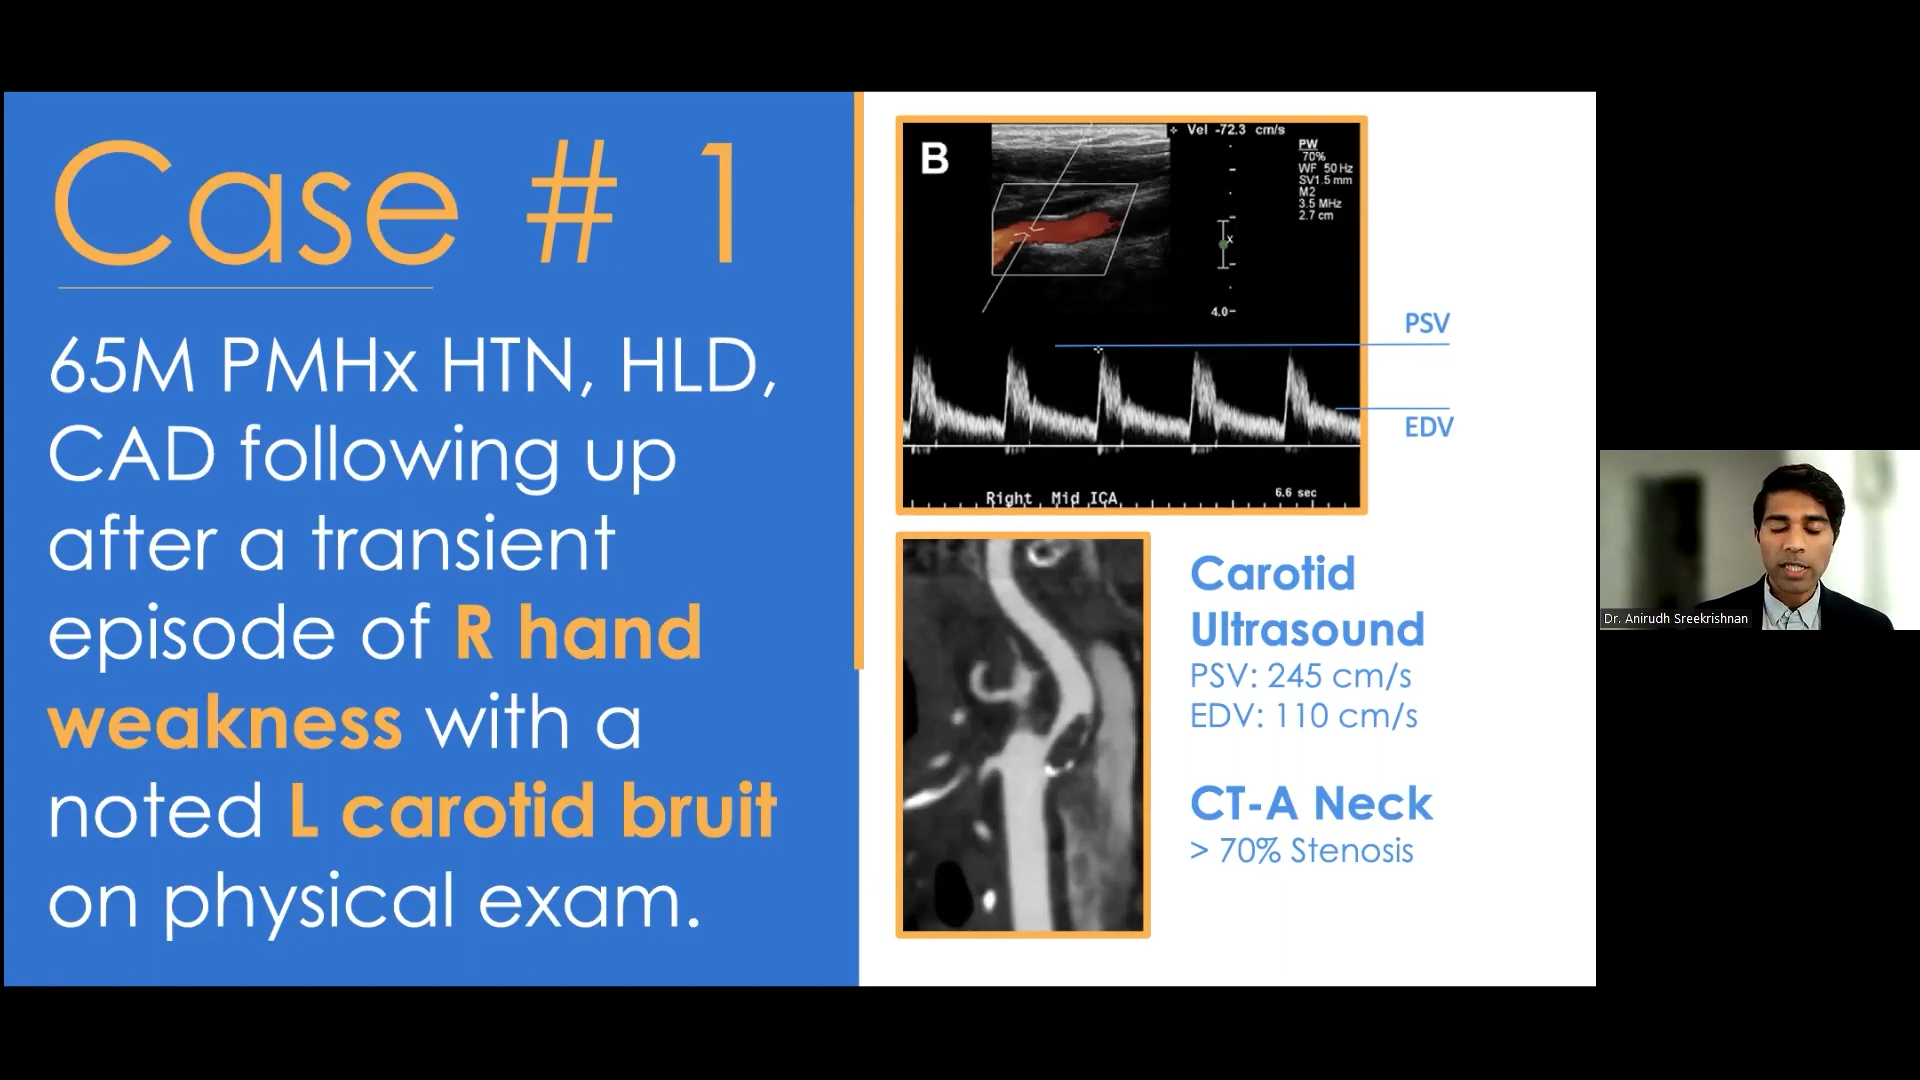 Case # 1
65M PMHx HTN, HLD,
CAD following up
after a transient
episode of R hand
weakness with a
noted L carotid bruit
on physical exam.
B
Vel -72.3 cm/s
PW
70%
WF 50 Hz
SV1.5 mm
M2
3.5 MHz
2.7 cm
x
4.0
PSV
EDV
Right Mid ICA
6.6 sec
Carotid
Ultrasound
PSV: 245 cm/s
EDV: 110 cm/s
CT-A Neck
> 70% Stenosis
Dr. Anirudh Sreekrishnan